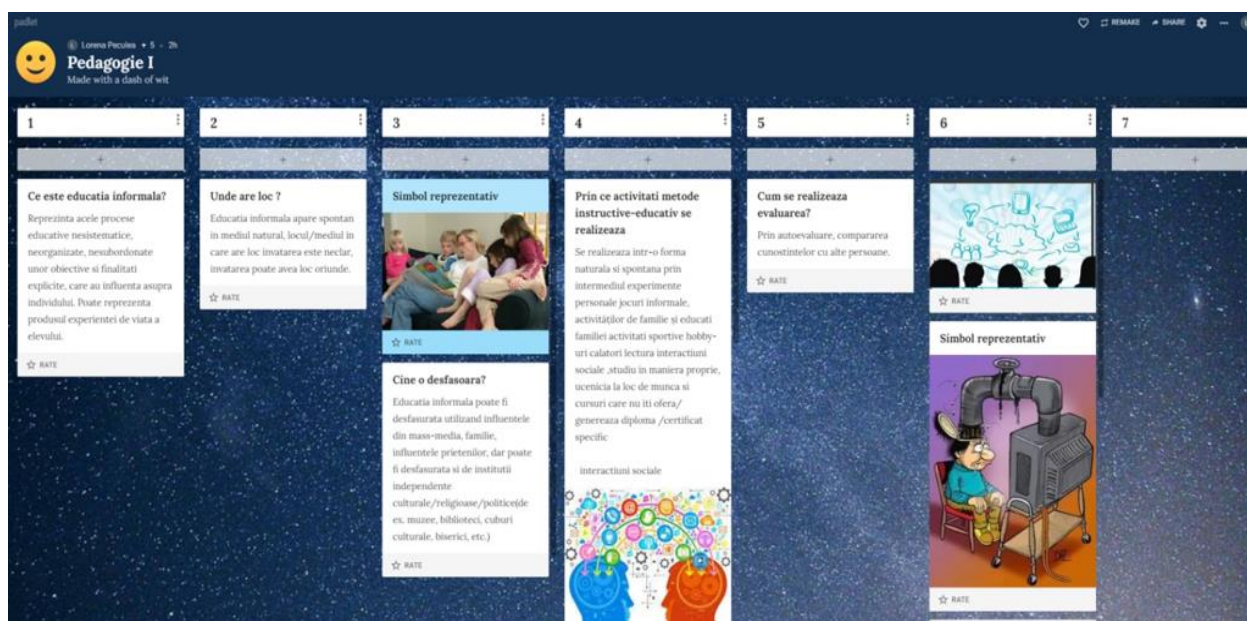 padlet
REMAKE
SHARE
Lorena Peculea + 5 - 2h
Pedagogie I
Made with a dash of wit
1
Ce este educatia informala?
Reprezinta acele procese
educative nesistematice,
neorganizate, nesubordonate
unor obiective si finalitati
explicite, care au influenta asupra
individului. Poate reprezenta
produsul experientei de viata a
elevului.
RATE
2
Unde are loc ?
Educatia informala apare spontan
in mediul natural, locul/mediul in
care are loc invatarea este neclar,
invatarea poate avea loc oriunde.
RATE
3
Simbol reprezentativ
RATE
Cine o desfasoara?
Educatia informala poate fi
desfasurata utilizand influentele
din mass-media, familie,
influentele prietenilor, dar poate
fi desfasurata si de institutii
independente
culturale/religioase/politice(de
ex. muzee, biblioteci, cuburi
culturale, biserici, etc.)
RATE
4
Prin ce activitati metode
instructive-educativ se
realizeaza
Se realizeaza intr-o forma
naturala si spontana prin
intermediul experimente
personale jocuri informale,
activităților de familie și educati
familiei activitati sportive hobby-
uri calatori lectura interactiuni
sociale ,studiu in maniera proprie,
ucenicia la loc de munca si
cursuri care nu iti ofera/
genereaza diploma /certificat
specific
interactiuni sociale
5
Cum se realizeaza
evaluarea?
Prin autoevaluare, compararea
cunostintelor cu alte persoane.
RATE
6
RATE
Simbol reprezentativ
RATE
7